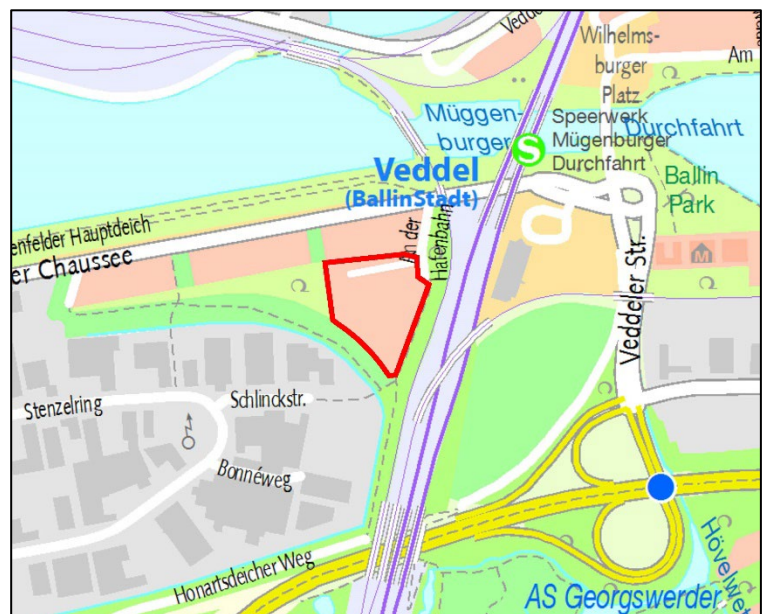 Vedd
Wilhelms-
burger
Platz
Am
Müggen-
burger
Speerwerk
Mügenburger
Durchfahrt
Durchfahrt
S
Veddel
(BallinStadt)
Ballin
Park
An der
Hafenbahn
enfelder Hauptdeich
er Chaussee
M
Veddeler Str.
Stenzelring
Schlinckstr.
Bonnéweg
Honartsdeicher Weg
Hövelwe
AS Georgswerder